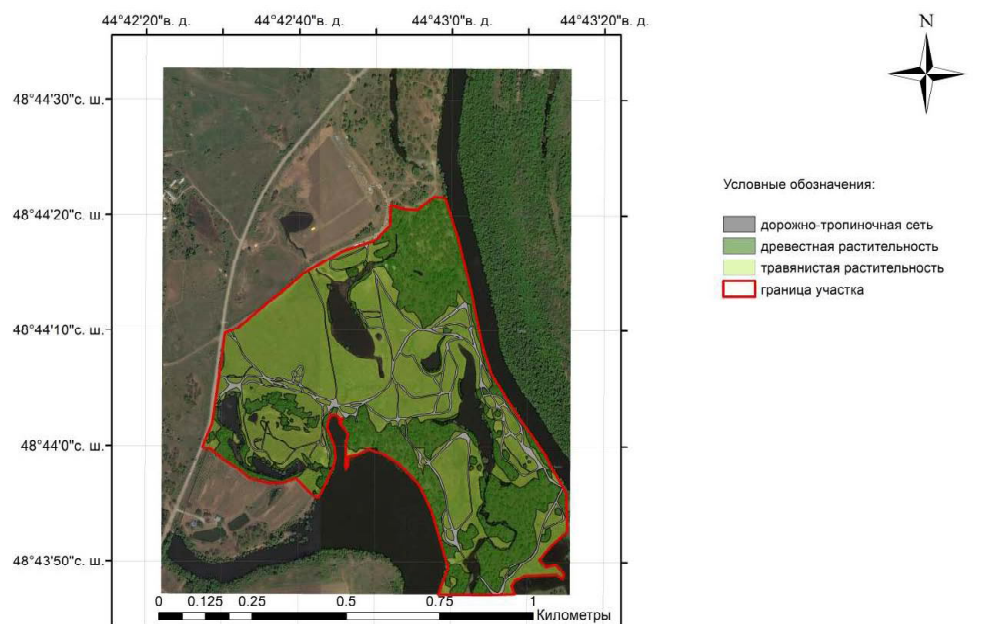 44°42'20"в. д.
44°42'40"в. д.
44°43'0"в. д.
44°43'20"в. д.
N
48°44'30"с. ш.
48°44'20"с. ш.
40°44'10"с. ш.
48°44'0"с. ш.
48°43'50"с. ш.
Условные обозначения:
дорожно-тропиночная сеть
древестная растительность
травянистая растительность
граница участка
0 0.125 0.25 0.5 0.75 1
Километры